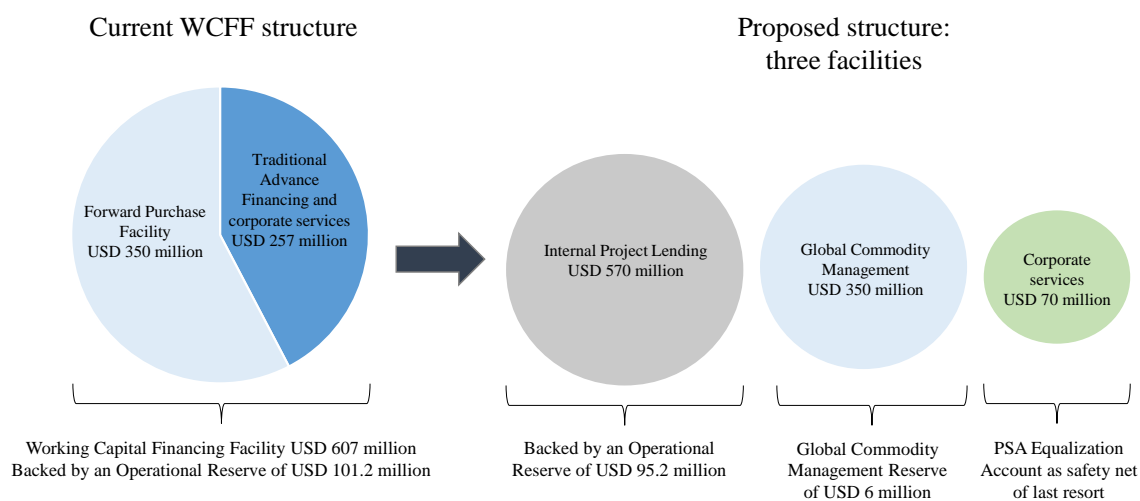 Current WCFF structure
Proposed structure:
three facilities
Forward Purchase
Facility
USD 350 million
Traditional
Advance
Financing and
corporate services
USD 257 million
Internal Project Lending
USD 570 million
Global Commodity
Management
USD 350 million
Corporate
services
USD 70 million
Working Capital Financing Facility USD 607 million
Backed by an Operational Reserve of USD 101.2 million
Backed by an Operational
Reserve of USD 95.2 million
Global Commodity
Management Reserve
of USD 6 million
PSA Equalization
Account as safety net
of last resort